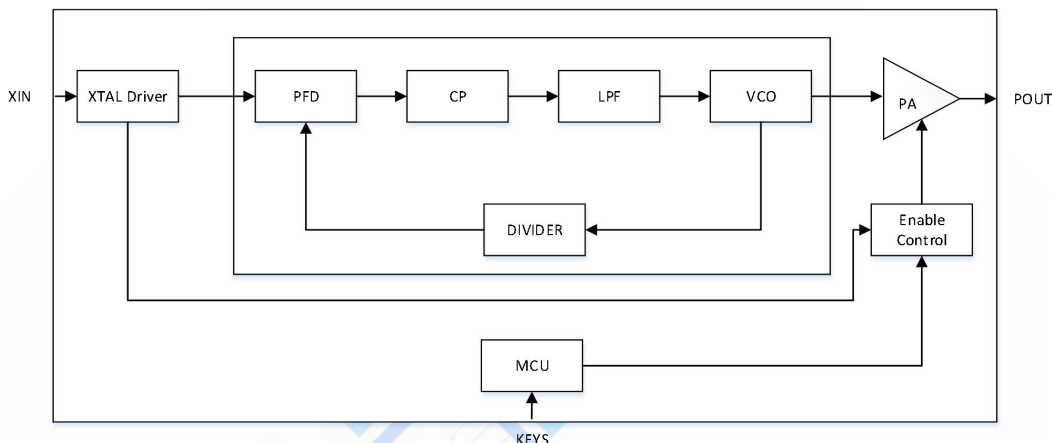 XIN
XTAL Driver
PFD
CP
LPF
VCO
PA
POUT
DIVIDER
Enable
Control
MCU
KEYS